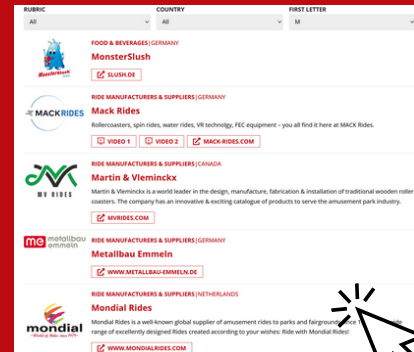 RUBRIC COUNTRY FIRST LETTER
All All M
FOOD & BEVERAGES|GERMANY
MonsterSlush
SLUSH.DE
MonsterSlush
RIDE MANUFACTURERS & SUPPLIERS|GERMANY
MACKRIDES
Mack Rides
Rollercoasters, spin rides, water rides, VR technolgy, FEC equipment – you all find it here at MACK Rides.
VIDEO 1 VIDEO 2 MACK-RIDES.COM
RIDE MANUFACTURERS & SUPPLIERS|CANADA
Martin & Vleminckx
MV RIDES
Martin & Vleminckx is a world leader in the design, manufacture, fabrication & installation of traditional wooden roller
coasters. The company has an innovative & exciting catalogue of products to serve the amusement park industry.
MVRIDES.COM
me metallbau
emmeln
RIDE MANUFACTURERS & SUPPLIERS|GERMANY
Metallbau Emmeln
WWW.METALLBAU-EMMELN.DE
RIDE MANUFACTURERS & SUPPLIERS|NETHERLANDS
Mondial Rides
mondial
World of Rides since 1974
Mondial Rides is a well-known global supplier of amusement rides to parks and fairgrounds
range of excellently designed Rides created according to your wishes: Ride with Mondial Rides!
WWW.MONDIALRIDES.COM